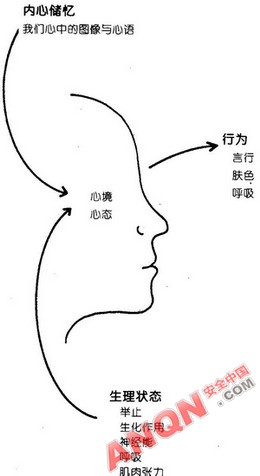 内心储忆
我们心中的图像与心语
行为
言行
肤色
呼吸
心境
心态
生理状态
举止
生化作用
神经能
呼吸
肌肉张力
ANQN.COM
安全中国